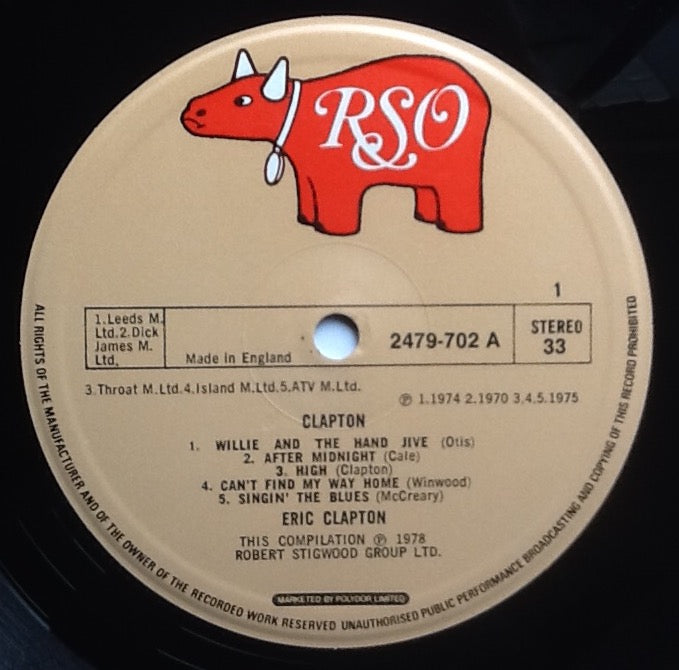 RSO
1
1.Leeds M.
Ltd.2.Dick
James M.
Ltd.
Made in England
2479-702 A
STEREO
33
3.Throat M.Ltd.4.Island M.Ltd.5.ATV M.Ltd.
℗ 1.1974 2.1970 3,4,5.1975
CLAPTON
1. WILLIE AND THE HAND JIVE (Otis)
2. AFTER MIDNIGHT (Cale)
3. HIGH (Clapton)
4. CAN'T FIND MY WAY HOME (Winwood)
5. SINGIN' THE BLUES (McCreary)
ERIC CLAPTON
THIS COMPILATION ℗ 1978
ROBERT STIGWOOD GROUP LTD.
MARKETED BY POLYDOR LIMITED
ALL RIGHTS OF THE MANUFACTURER AND OF THE OWNER OF THE RECORDED WORK RESERVED UNAUTHORISED PUBLIC PERFORMANCE BROADCASTING AND COPYING OF THIS RECORD PROHIBITED